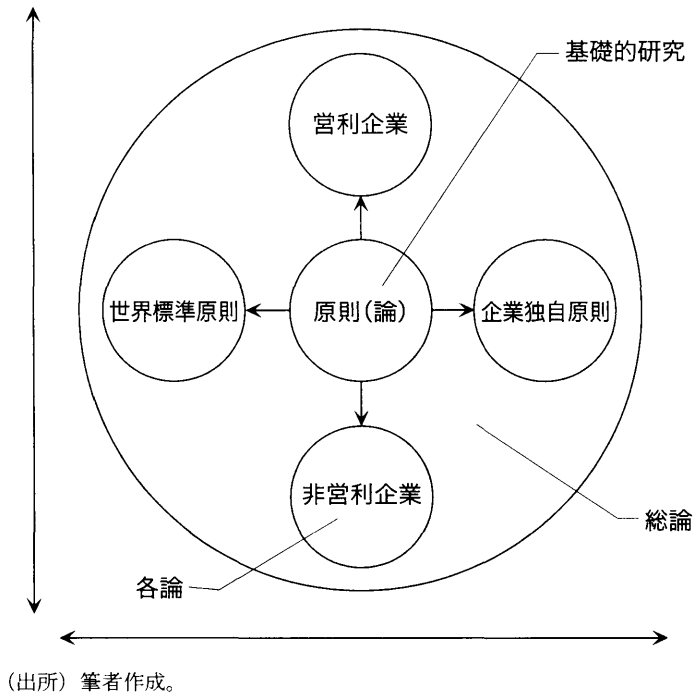 基礎的研究
営利企業
世界標準原則
原則(論)
企業独自原則
非営利企業
総論
各論
(出所) 筆者作成。